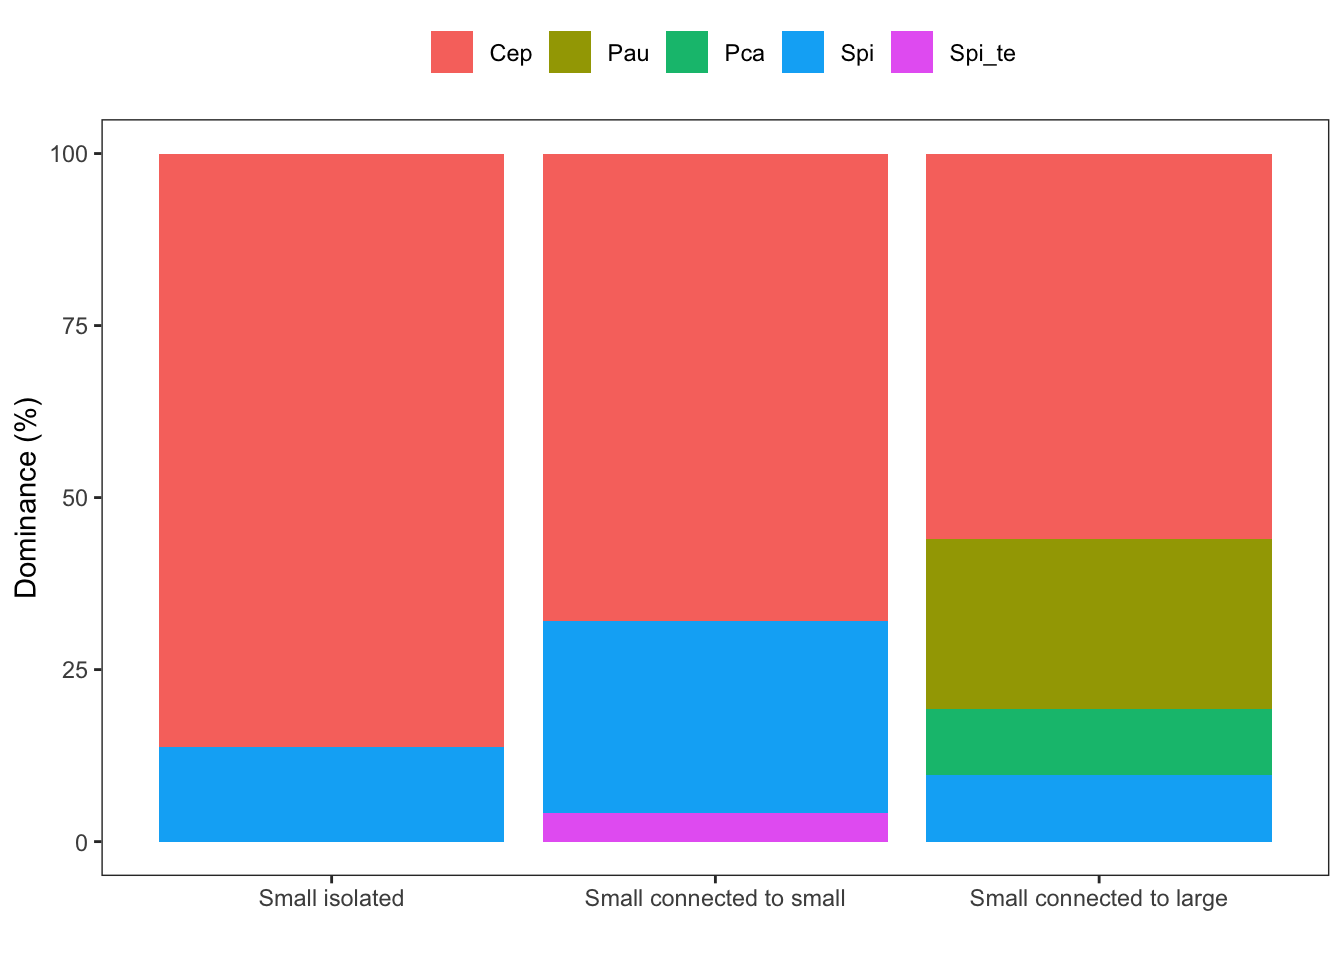 Cep Pau Pca Spi Spi_te
Dominance (%)
100
75
50
25
0
Small isolated Small connected to small Small connected to large